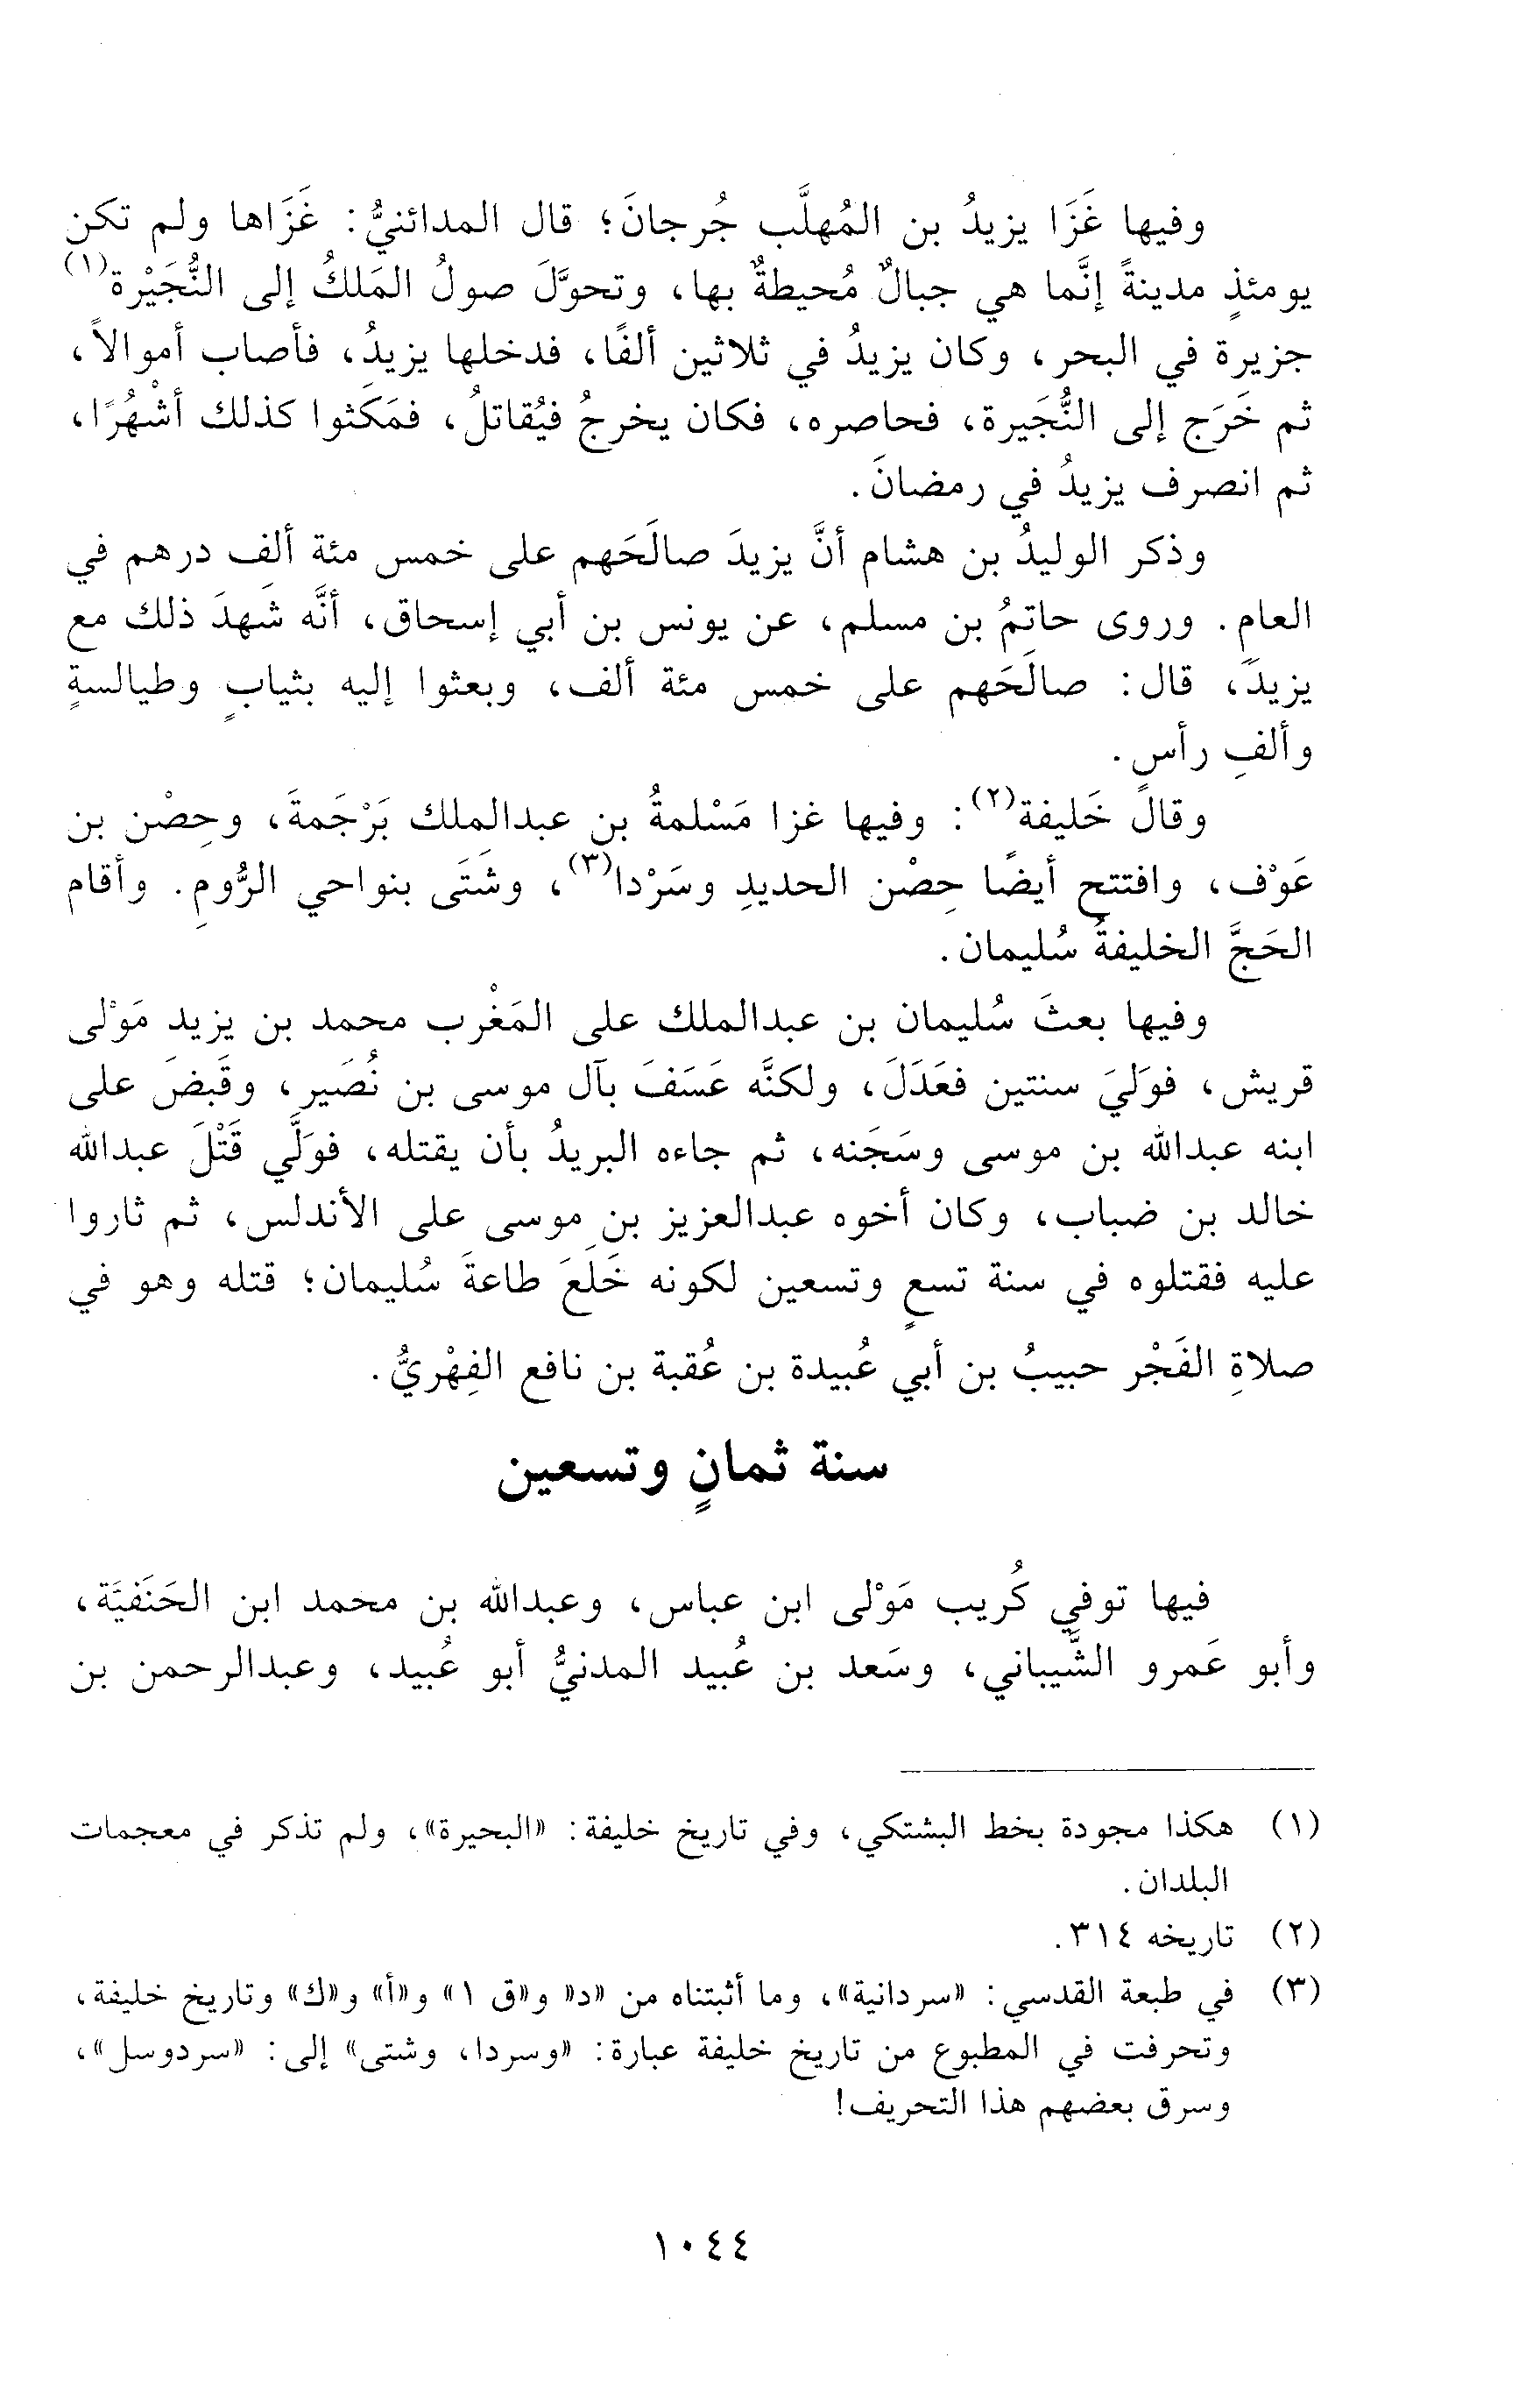 وفيها غَزَا يزيدُ بن المُهلَّب جُرجانَ؛ قال المدائنيُّ: غَزَاها ولم تكن
يومئذٍ مدينةً إنَّما هي جبالٌ مُحيطةٌ بها، وتحوَّلَ صولُ المَلكُ إلى النُّجَيْرة(١)
جزيرة في البحر، وكان يزيدُ في ثلاثين ألفًا، فدخلها يزيدُ، فأصاب أموالاً،
ثم خَرَج إلى النُّجَيرة، فحاصره، فكان يخرجُ فيُقاتلُ، فمَكَثوا كذلك أشْهُرًا،
ثم انصرف يزيدُ في رمضانَ.
وذكر الوليدُ بن هشام أنَّ يزيدَ صالَحَهم على خمس مئة ألف درهم في
العام. وروى حاتمُ بن مسلم، عن يونس بن أبي إسحاق، أنَّه شَهِدَ ذلك مع
يزيدَ، قال: صالَحَهم على خمس مئة ألف، وبعثوا إليه بثيابٍ وطيالسةٍ
وألفِ رأسٍ.
وقال خَليفة(٢): وفيها غزا مَسْلمةُ بن عبدالملك بَرْجَمةَ، وحِصْن بن
عَوْف، وافتتح أيضًا حِصْن الحديدِ وسَرْدا(٣)، وشَتَى بنواحي الرُّومِ. وأقام
الحَجَّ الخليفةُ سُليمان.
وفيها بعثَ سُليمان بن عبدالملك على المَغْرب محمد بن يزيد مَوْلى
قريش، فوَليَ سنتين فعَدَلَ، ولكنَّه عَسَفَ بآل موسى بن نُصَير، وقَبضَ على
ابنه عبدالله بن موسى وسَجَنه، ثم جاءه البريدُ بأن يقتله، فوَلَّي قَتْلَ عبدالله
خالد بن ضباب، وكان أخوه عبدالعزيز بنِ موسى على الأندلس، ثم ثاروا
عليه فقتلوه في سنة تسعٍ وتسعين لكونه خَلَعَ طاعةَ سُليمان؛ قتله وهو في
صلاةِ الفَجْر حبيبُ بن أبي عُبيدة بن عُقبة بن نافع الفِهْريُّ.
سنة ثمانٍ وتسعين
فيها توفي كُريب مَوْلى ابن عباس، وعبدالله بن محمد ابن الحَنَفيَّة،
وأبو عَمرو الشَّيباني، وسَعد بن عُبيد المدنيُّ أبو عُبيد، وعبدالرحمن بن
(١) هكذا مجودة بخط البشتكي، وفي تاريخ خليفة: «البحيرة»، ولم تذكر في معجمات
البلدان.
(٢) تاريخه ٣١٤.
(٣) في طبعة القدسي: «سردانية»، وما أثبتناه من «د» و«ق ١» و«أ» و«ك» وتاريخ خليفة،
وتحرفت في المطبوع من تاريخ خليفة عبارة: «وسردا، وشتى» إلى: «سردوسل»،
وسرق بعضهم هذا التحريف!
١٠٤٤